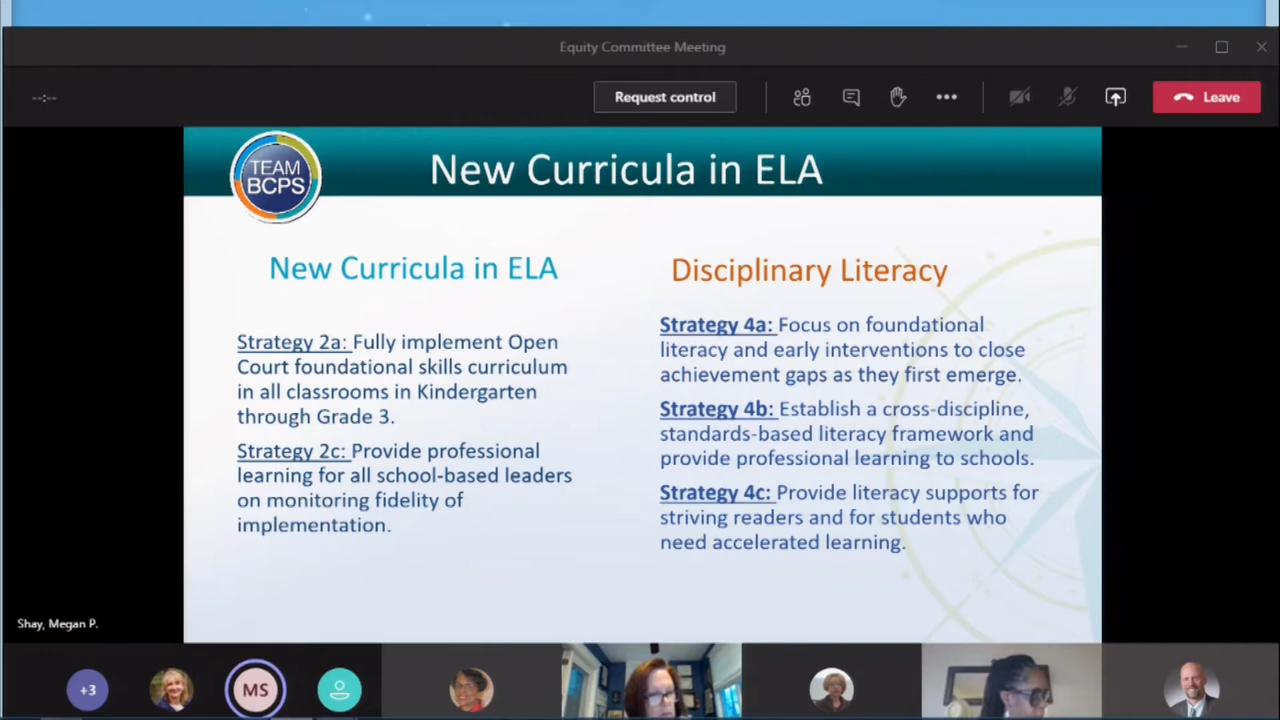 Equity Committee Meeting
--:--
Request control
Leave
TEAM
BCPS
New Curricula in ELA
New Curricula in ELA
Strategy 2a: Fully implement Open
Court foundational skills curriculum
in all classrooms in Kindergarten
through Grade 3.
Strategy 2c: Provide professional
learning for all school-based leaders
on monitoring fidelity of
implementation.
Disciplinary Literacy
Strategy 4a: Focus on foundational
literacy and early interventions to close
achievement gaps as they first emerge.
Strategy 4b: Establish a cross-discipline,
standards-based literacy framework and
provide professional learning to schools.
Strategy 4c: Provide literacy supports for
striving readers and for students who
need accelerated learning.
Shay, Megan P.
+3
MS